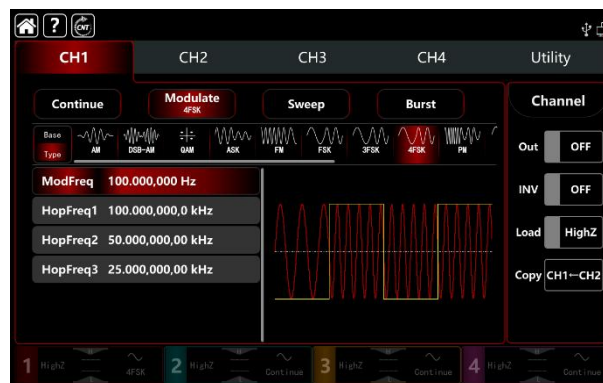 ? CNT
CH1 CH2 CH3 CH4 Utility
Continue Modulate Sweep Burst Channel
4FSK
Base
Type AM DSB-AM QAM ASK FM FSK 3FSK 4FSK PM
Out OFF
ModFreq 100.000,000 Hz
INV OFF
HopFreq1 100.000,000,0 kHz
Load HighZ
HopFreq2 50.000,000,00 kHz
HopFreq3 25.000,000,00 kHz
Copy CH1←CH2
1 HighZ 4FSK 2 HighZ Continue 3 HighZ Continue 4 HighZ Continue